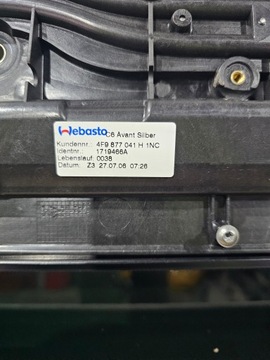 Webasto C6 Avant Silber
Kundennr.: 4F9 877 041 H 1NC
Identnr.: 1719466A
Lebenslauf: 0038
Datum: Z3 27.07.06 07:26